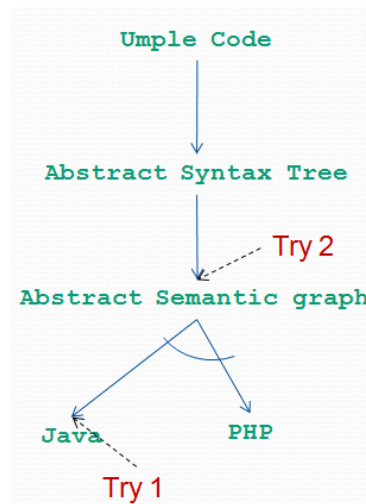 Umple Code
Abstract Syntax Tree
Try 2
Abstract Semantic graph
Java
PHP
Try 1